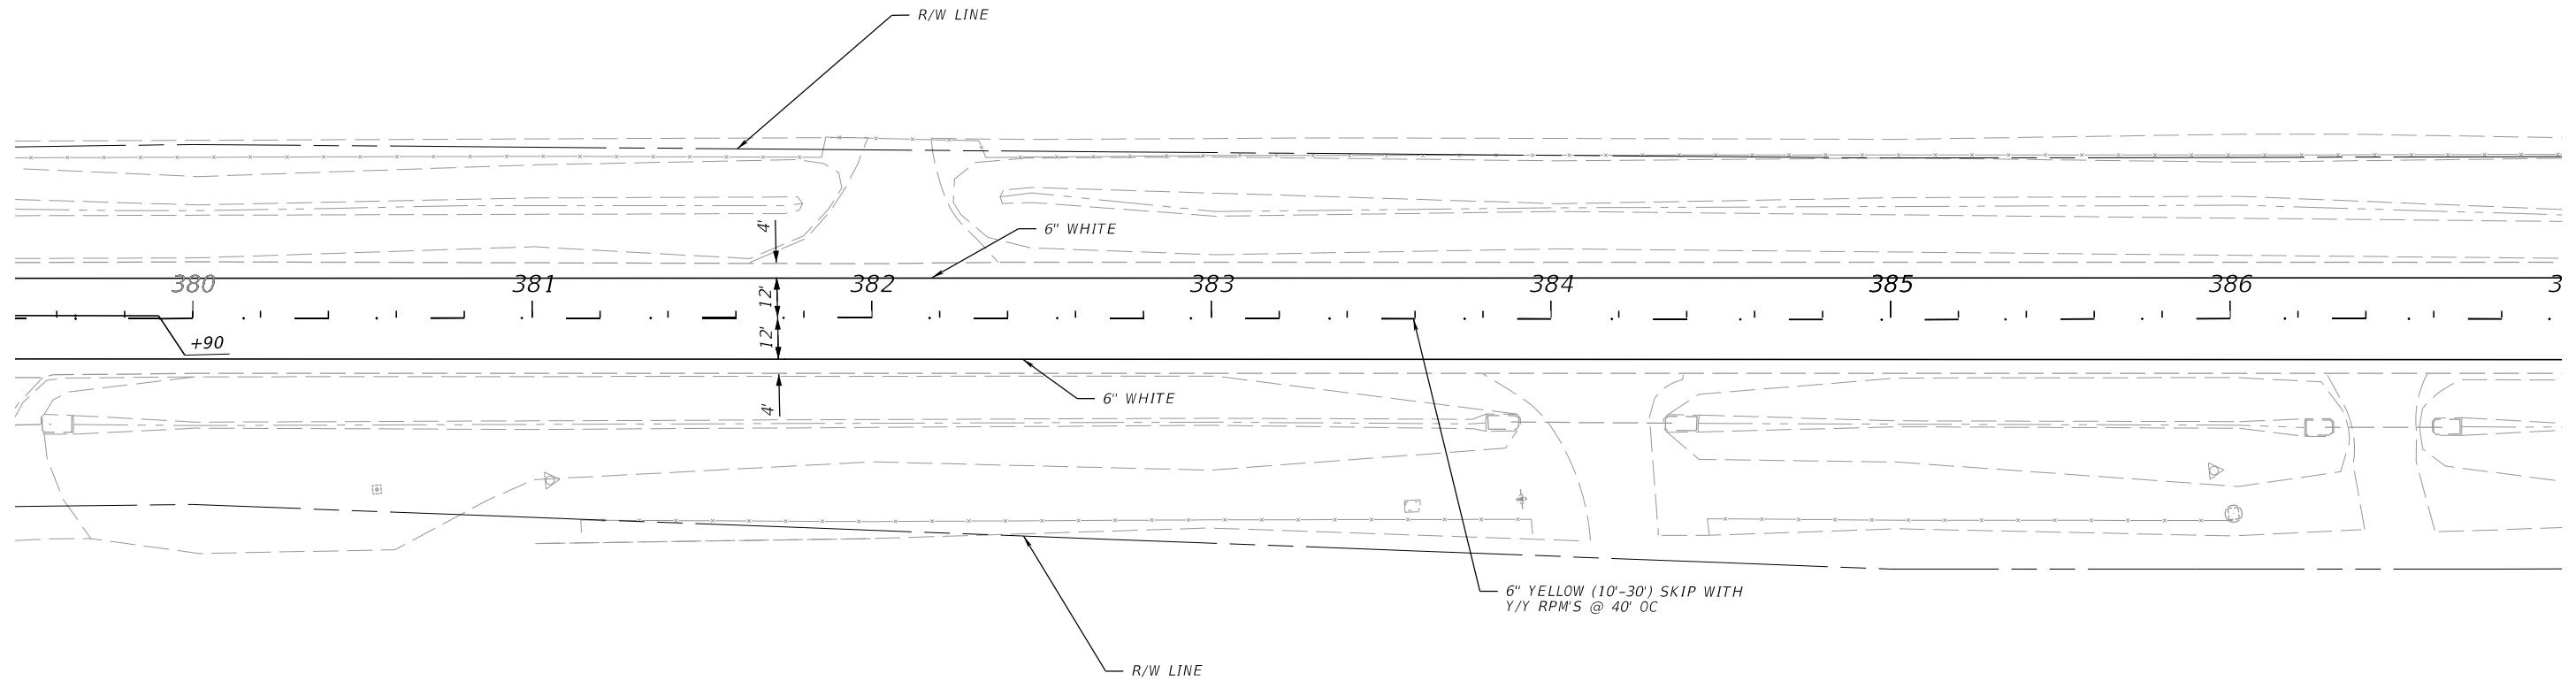 R/W LINE
4'
6" WHITE
380
381
382
383
384
385
386
3
12'
12'
+90
6" WHITE
4'
6" YELLOW (10'-30') SKIP WITH
Y/Y RPM'S @ 40' OC
R/W LINE